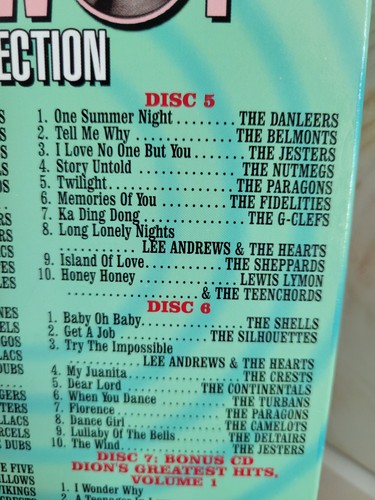 ECTION
DISC 5
1. One Summer Night........THE DANLEERS
2. Tell Me Why............THE BELMONTS
3. I Love No One But You......THE JESTERS
4. Story Untold..............THE NUTMEGS
5. Twilight................THE PARAGONS
6. Memories Of You.........THE FIDELITIES
7. Ka Ding Dong.............THE G-CLEFS
8. Long Lonely Nights
..........LEE ANDREWS & THE HEARTS
9. Island Of Love.........THE SHEPPARDS
10. Honey Honey............LEWIS LYMON
....................& THE TEENCHORDS
DISC 6
1. Baby Oh Baby.............THE SHELLS
2. Get A Job............THE SILHOUETTES
3. Try The Impossible
..........LEE ANDREWS & THE HEARTS
4. My Juanita...............THE CRESTS
5. Dear Lord..........THE CONTINENTALS
6. When You Dance.........THE TURBANS
7. Florence...............THE PARAGONS
8. Dance Girl.............THE CAMELOTS
9. Lullaby Of The Bells.....THE DELTAIRS
10. The Wind...............THE JESTERS
DISC 7: BONUS CD
DION'S GREATEST HITS,
VOLUME 1
1. I Wonder Why